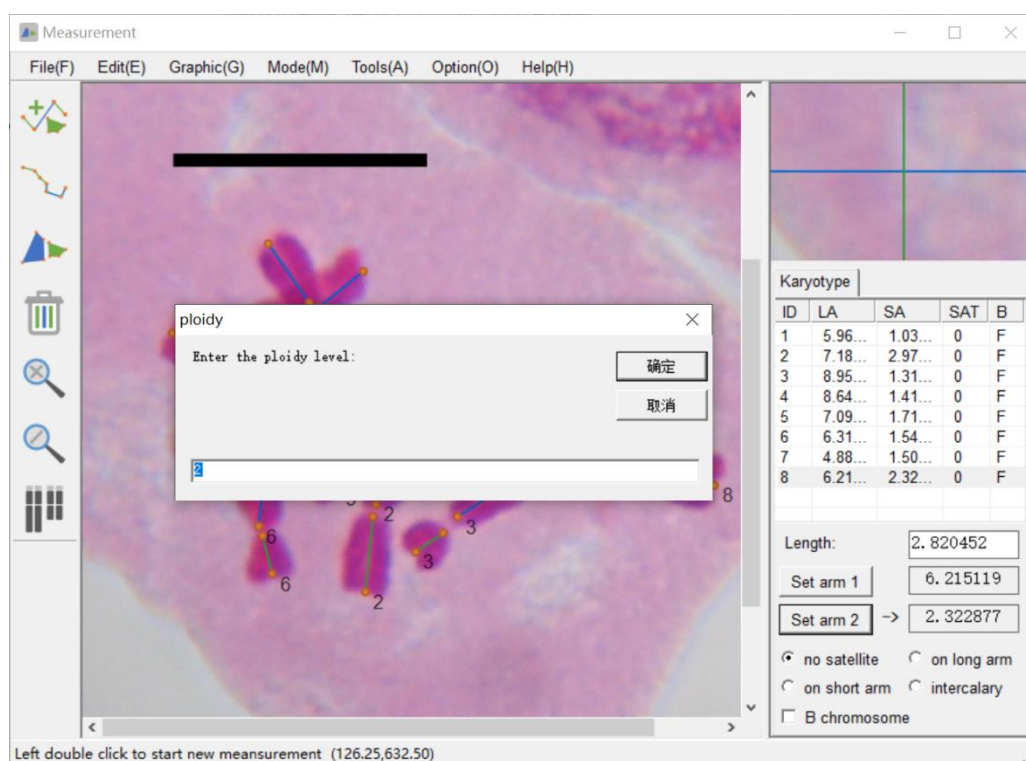 Measurement
File(F) Edit(E) Graphic(G) Mode(M) Tools(A) Option(O) Help(H)
ploidy
Enter the ploidy level:
确定
取消
2
2
3
8
6
3
6
2
Karyotype
ID LA SA SAT B
1 5.96... 1.03... 0 F
2 7.18... 2.97... 0 F
3 8.95... 1.31... 0 F
4 8.64... 1.41... 0 F
5 7.09... 1.71... 0 F
6 6.31... 1.54... 0 F
7 4.88... 1.50... 0 F
8 6.21... 2.32... 0 F
Length: 2.820452
Set arm 1 6.215119
Set arm 2 -> 2.322877
no satellite on long arm
on short arm intercalary
B chromosome
Left double click to start new meansurement (126.25,632.50)